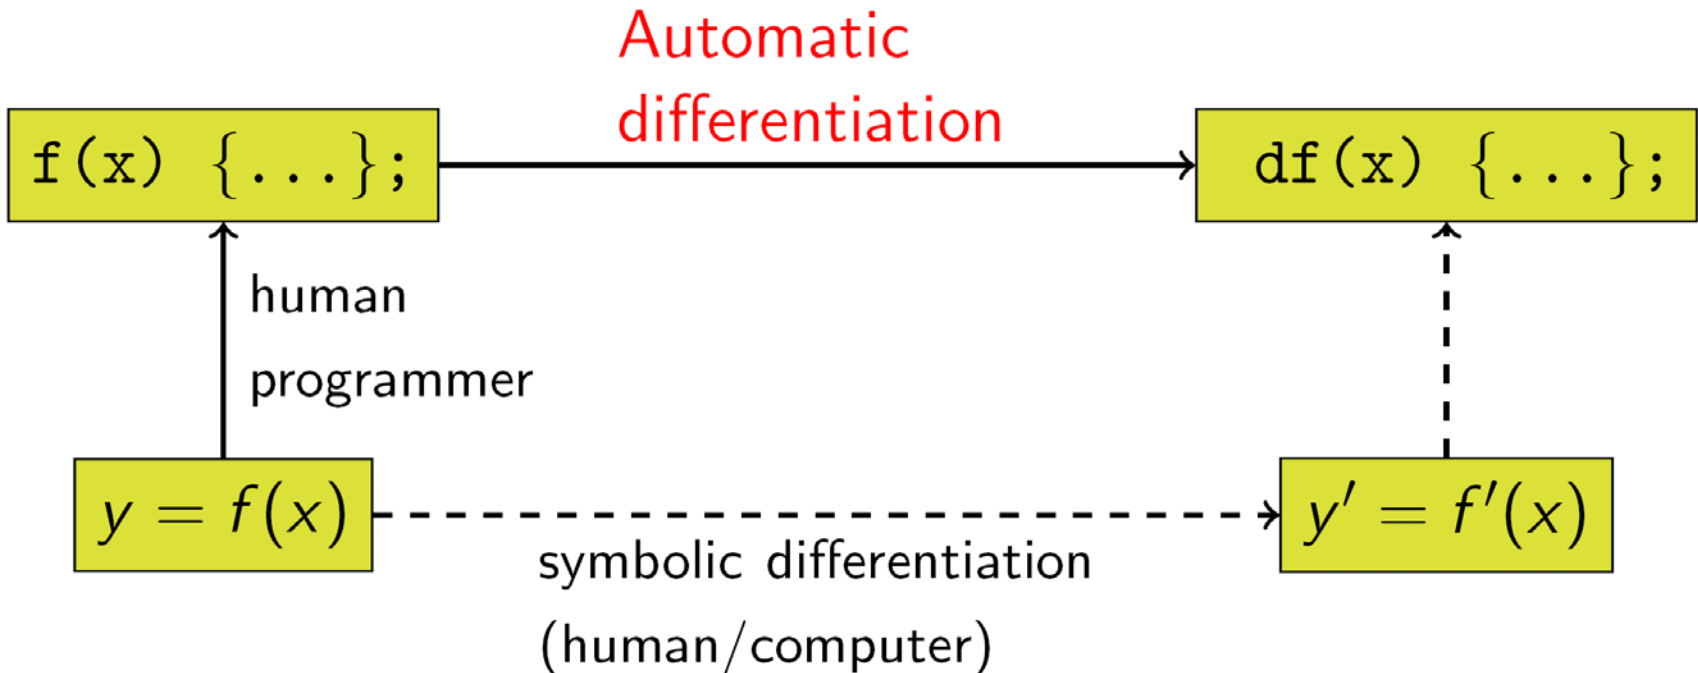 Automatic
differentiation
f(x) {...};
df(x) {...};
human
programmer
y = f(x)
y′ = f′(x)
symbolic differentiation
(human/computer)